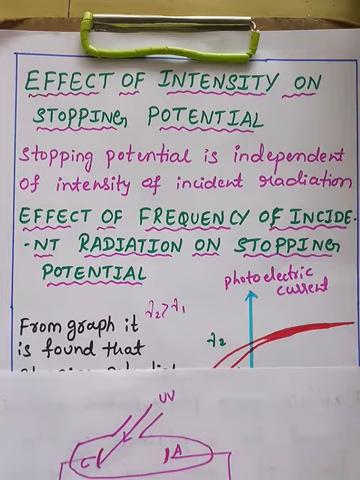 EFFECT OF INTENSITY ON
STOPPING POTENTIAL
Stopping potential is independent
of intensity of incident radiation
EFFECT OF FREQUENCY OF INCIDE-
-NT RADIATION ON STOPPING
POTENTIAL
photoelectric
current
ν2 > ν1
From graph it
is found that
ν2
UV
C
A